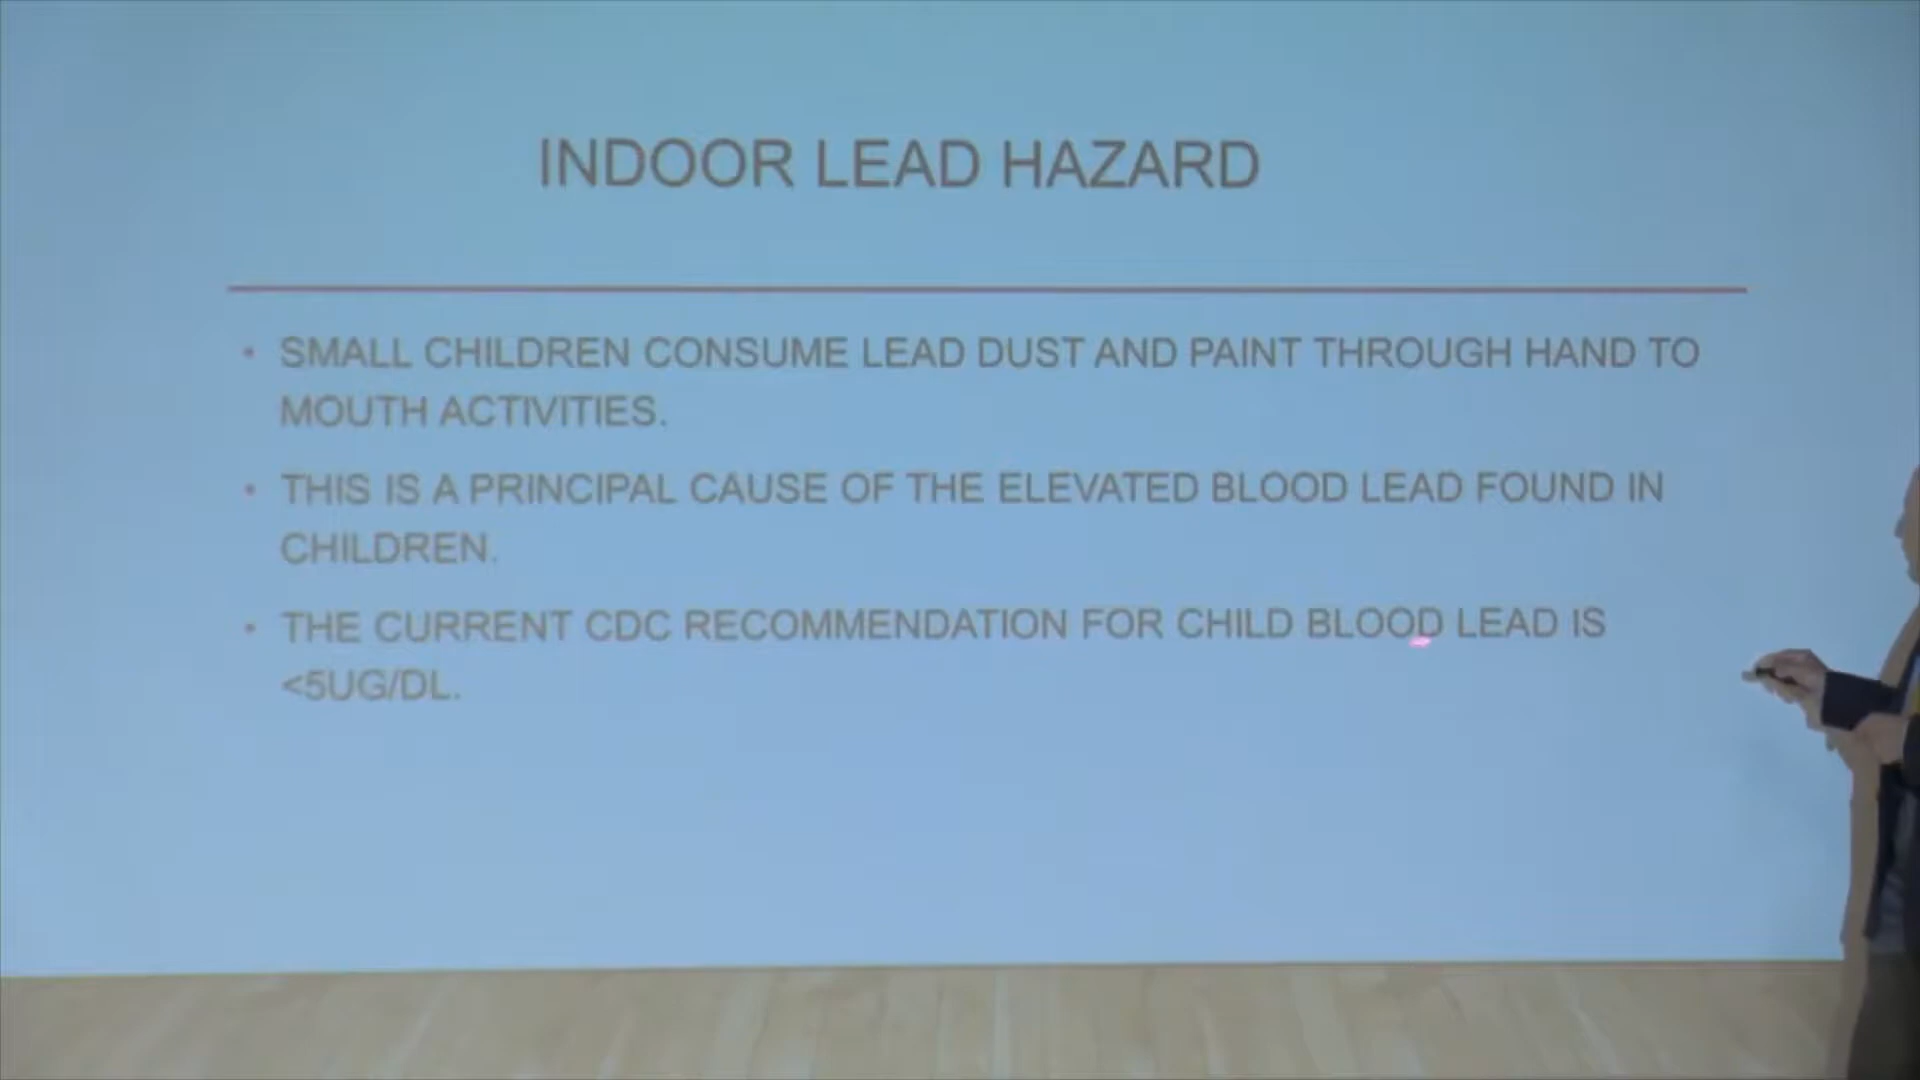 INDOOR LEAD HAZARD
• SMALL CHILDREN CONSUME LEAD DUST AND PAINT THROUGH HAND TO
MOUTH ACTIVITIES.
• THIS IS A PRINCIPAL CAUSE OF THE ELEVATED BLOOD LEAD FOUND IN
CHILDREN.
• THE CURRENT CDC RECOMMENDATION FOR CHILD BLOOD LEAD IS
<5UG/DL.